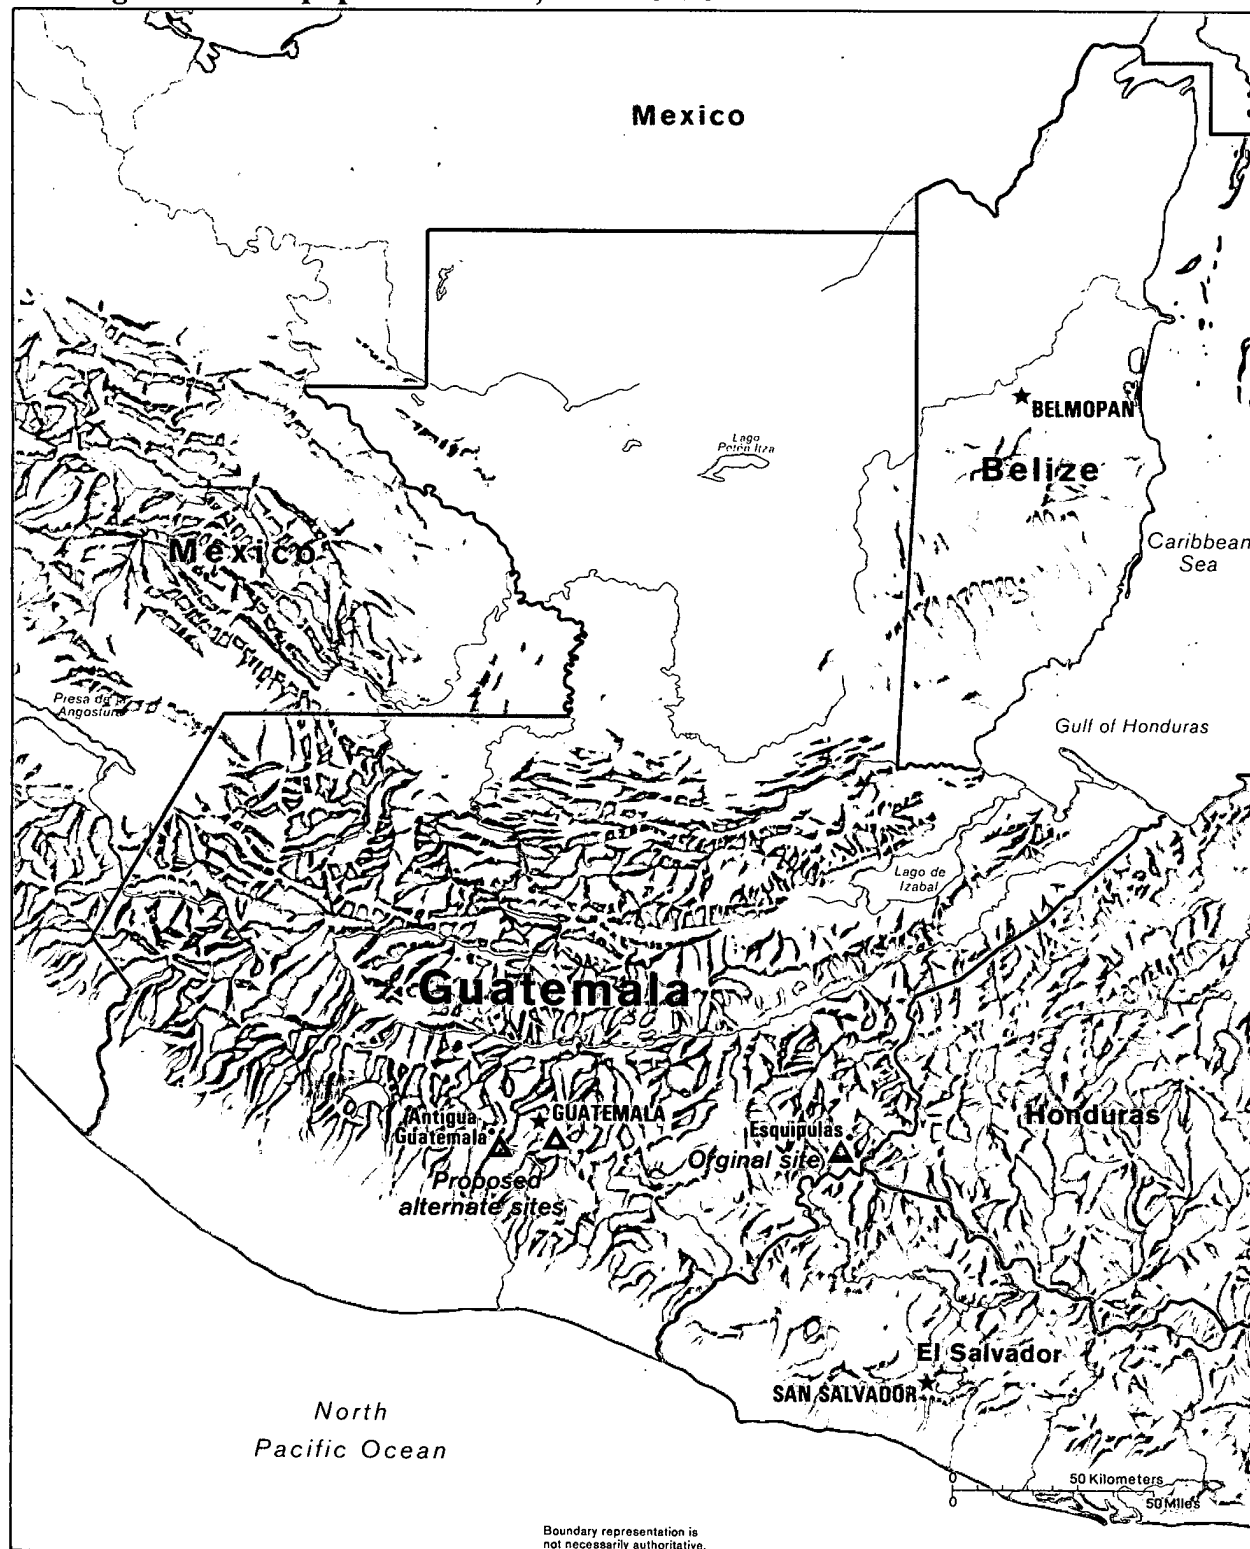 Mexico
BELMOPAN
Lago
Petén Itza
Belize
Mexico
Caribbean
Sea
Presa de la
Angostura
Gulf of Honduras
Lago de
Izabal
Guatemala
Antigua
Guatemala
GUATEMALA
Esquipulas
Orginal site
Honduras
Proposed
alternate sites
El Salvador
SAN SALVADOR
North
Pacific Ocean
0 50 Kilometers
0 50 Miles
Boundary representation is
not necessarily authoritative.